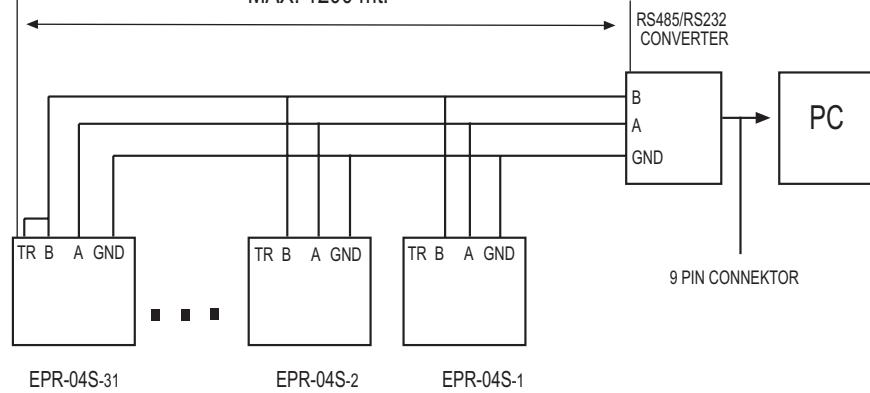 RS485/RS232
CONVERTER
B
A
GND
PC
TR B A GND
TR B A GND
TR B A GND
9 PIN CONNEKTOR
EPR-04S-31
EPR-04S-2
EPR-04S-1